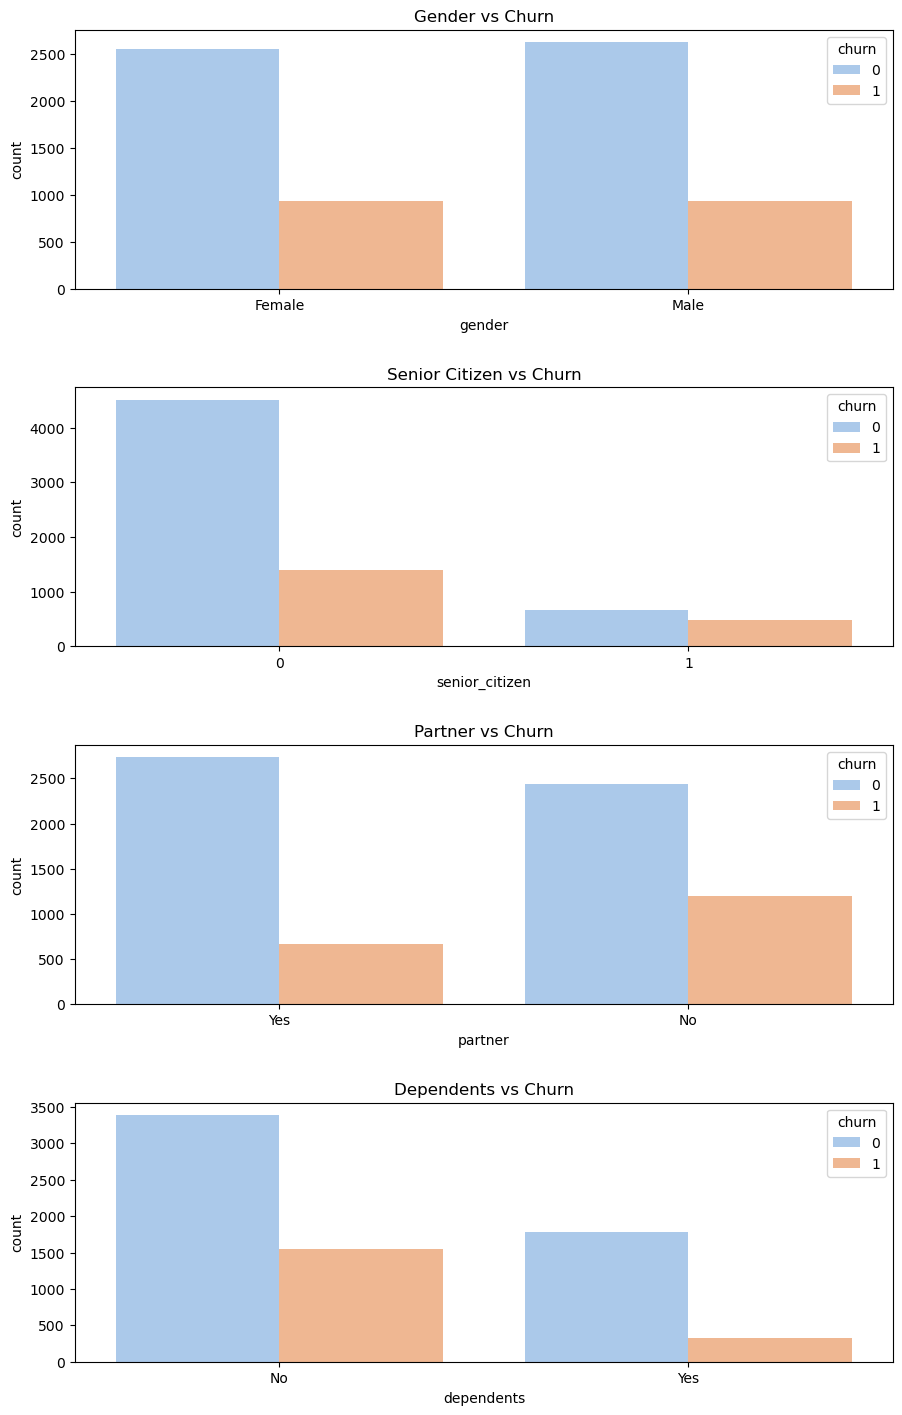 Gender vs Churn
churn
0
1
2500
2000
1500
1000
500
0
count
Female
Male
gender
Senior Citizen vs Churn
churn
0
1
4000
3000
2000
1000
0
count
0
1
senior_citizen
Partner vs Churn
churn
0
1
2500
2000
1500
1000
500
0
count
Yes
No
partner
Dependents vs Churn
churn
0
1
3500
3000
2500
2000
1500
1000
500
0
count
No
Yes
dependents